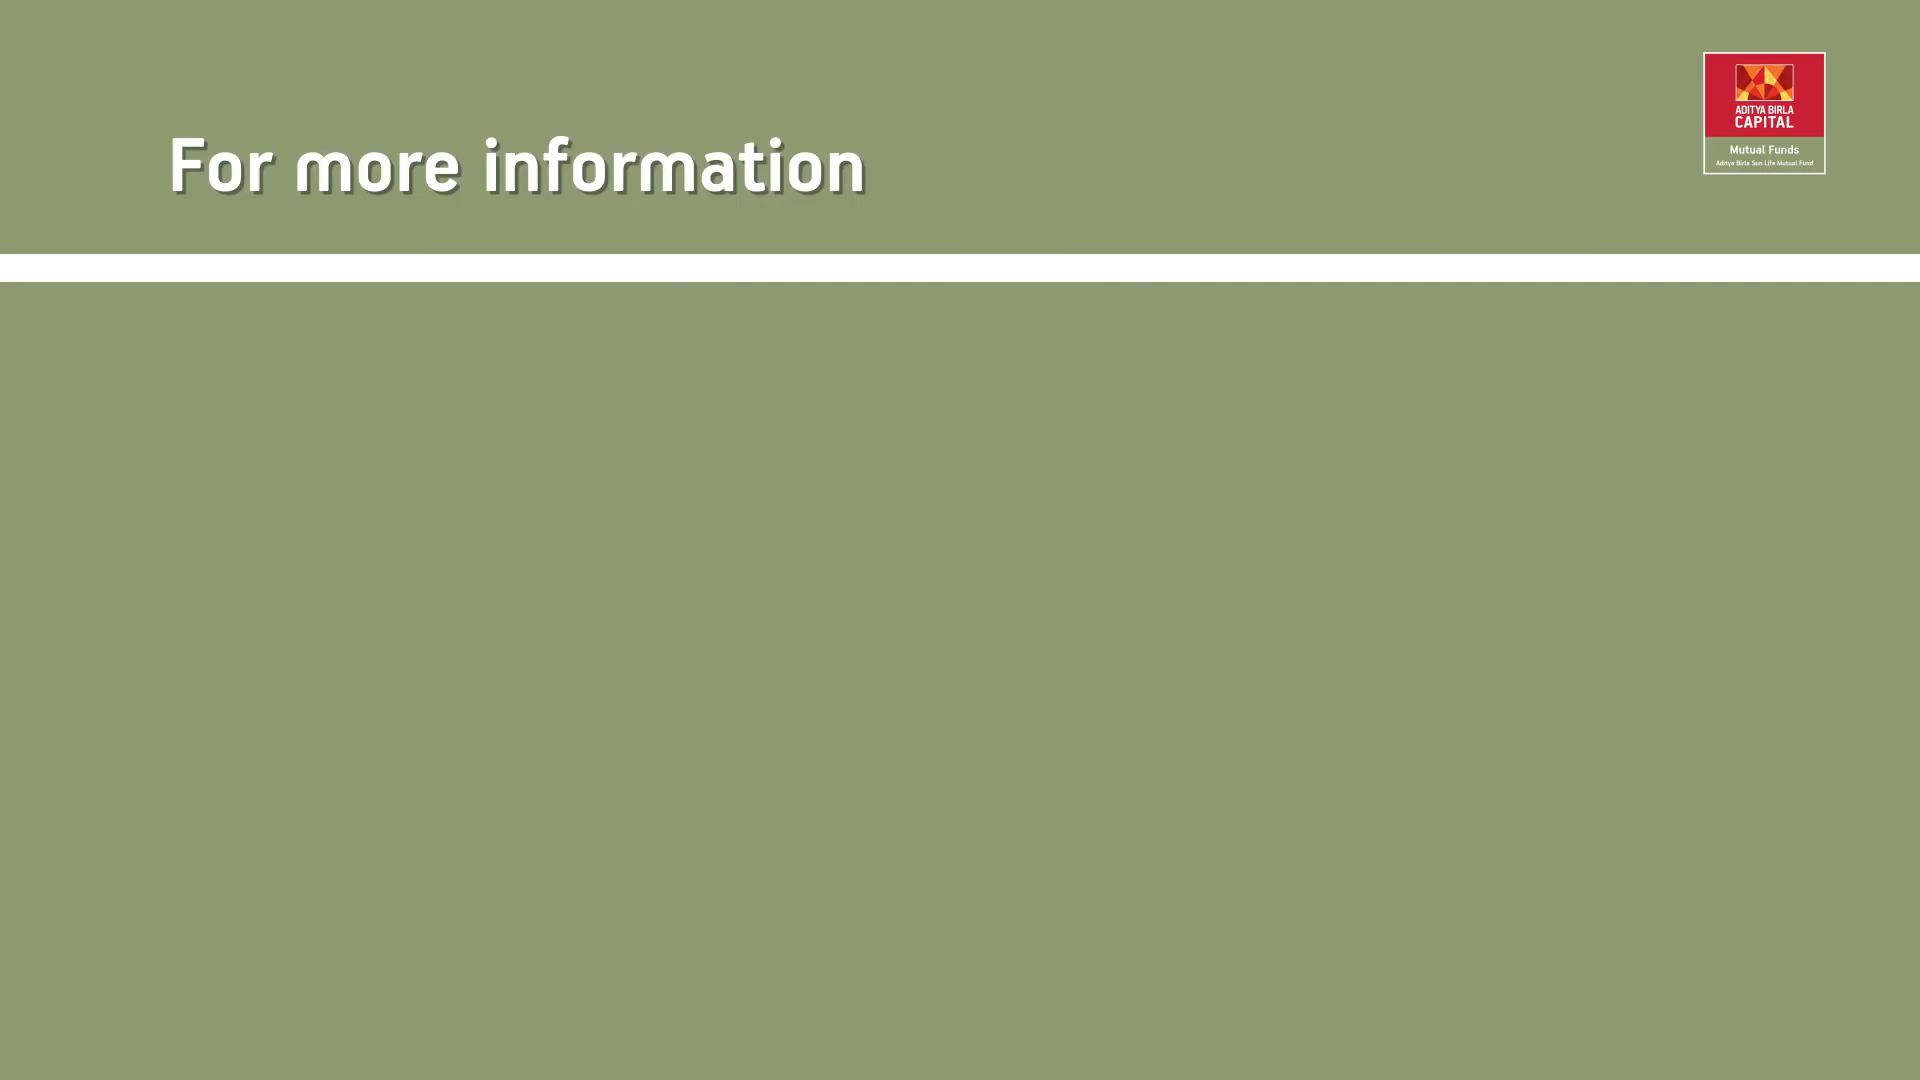 For more information
ADITYA BIRLA
CAPITAL
Mutual Funds
Aditya Birla Sun Life Mutual Fund